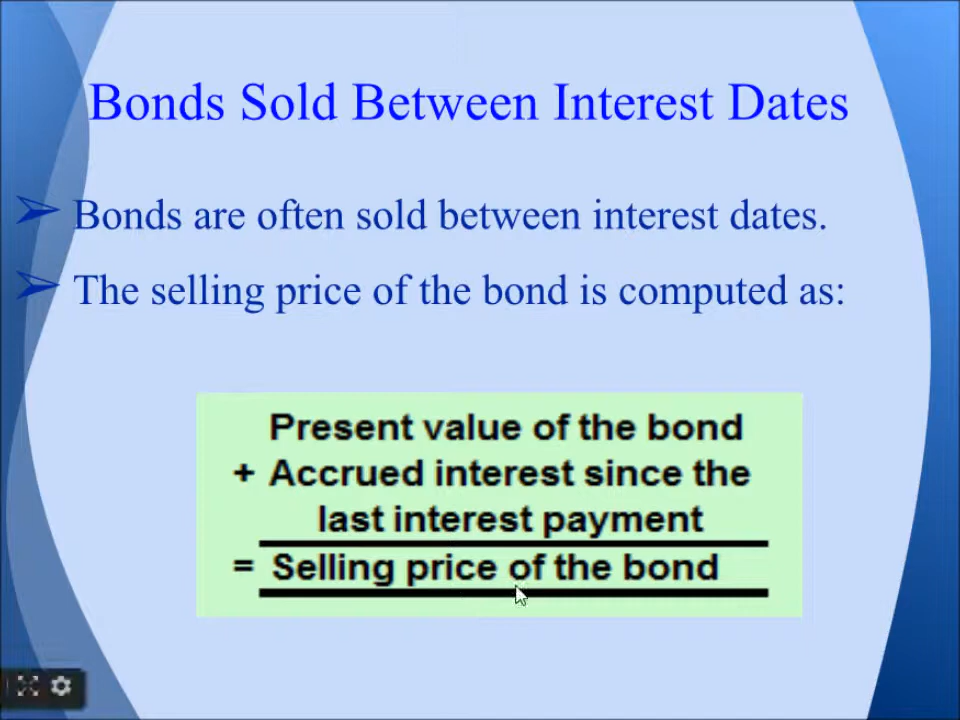 Bonds Sold Between Interest Dates
➢ Bonds are often sold between interest dates.
➢ The selling price of the bond is computed as:
Present value of the bond
+ Accrued interest since the
last interest payment
= Selling price of the bond